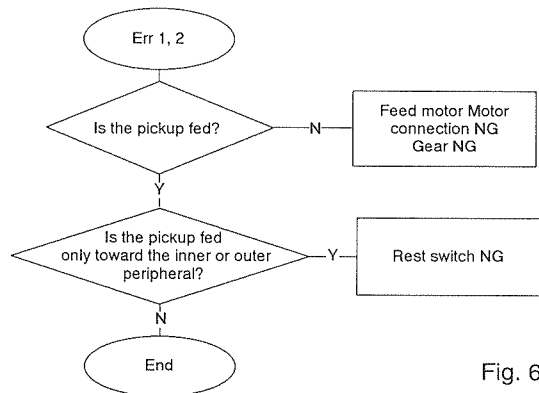 Err 1, 2
Is the pickup fed?
N
Feed motor Motor
connection NG
Gear NG
Y
Is the pickup fed
only toward the inner or outer
peripheral?
Y
Rest switch NG
N
End
Fig. 6